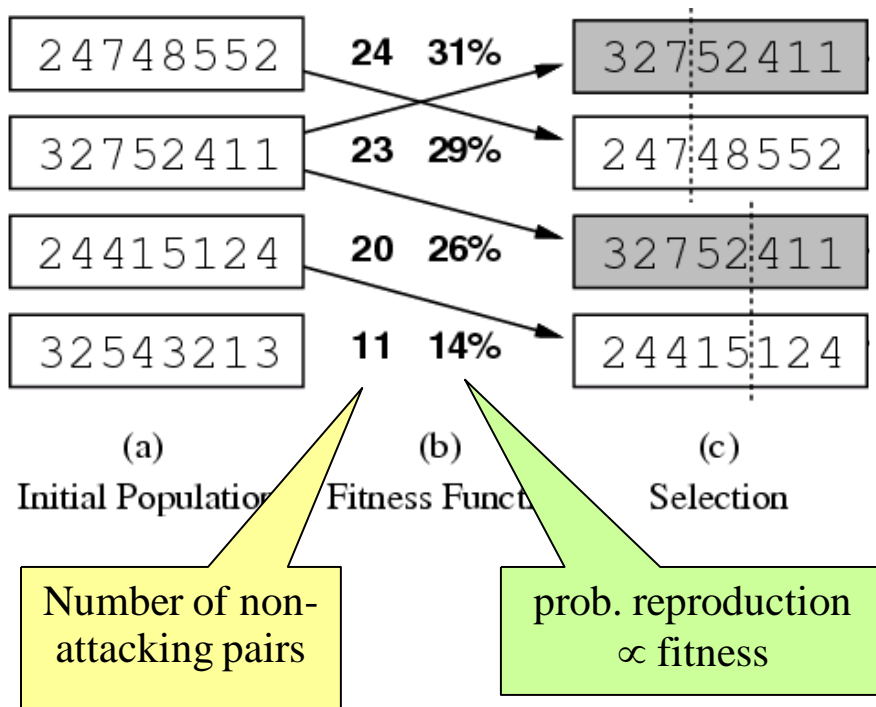 24748552 24 31% 32752411
32752411 23 29% 24748552
24415124 20 26% 32752411
32543213 11 14% 24415124
(a) (b) (c)
Initial Population Fitness Functi Selection
Number of non-
attacking pairs
prob. reproduction
∝ fitness